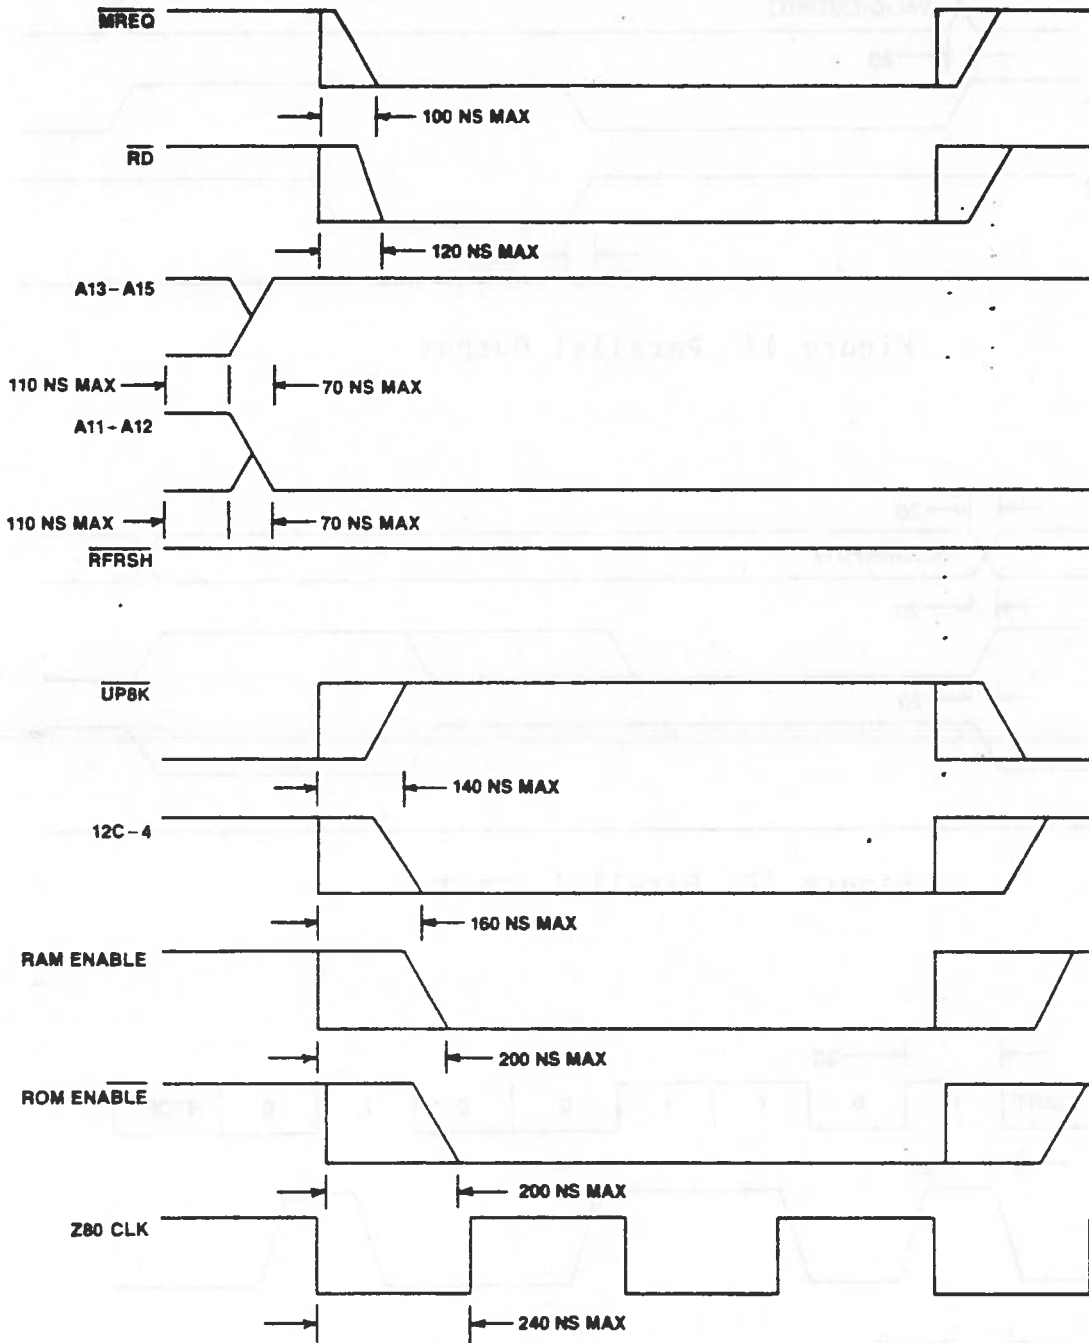 MREQ
100 NS MAX
RD
120 NS MAX
A13-A15
110 NS MAX
70 NS MAX
A11-A12
110 NS MAX
70 NS MAX
RFRSH
UP8K
140 NS MAX
12C-4
160 NS MAX
RAM ENABLE
200 NS MAX
ROM ENABLE
200 NS MAX
Z80 CLK
240 NS MAX